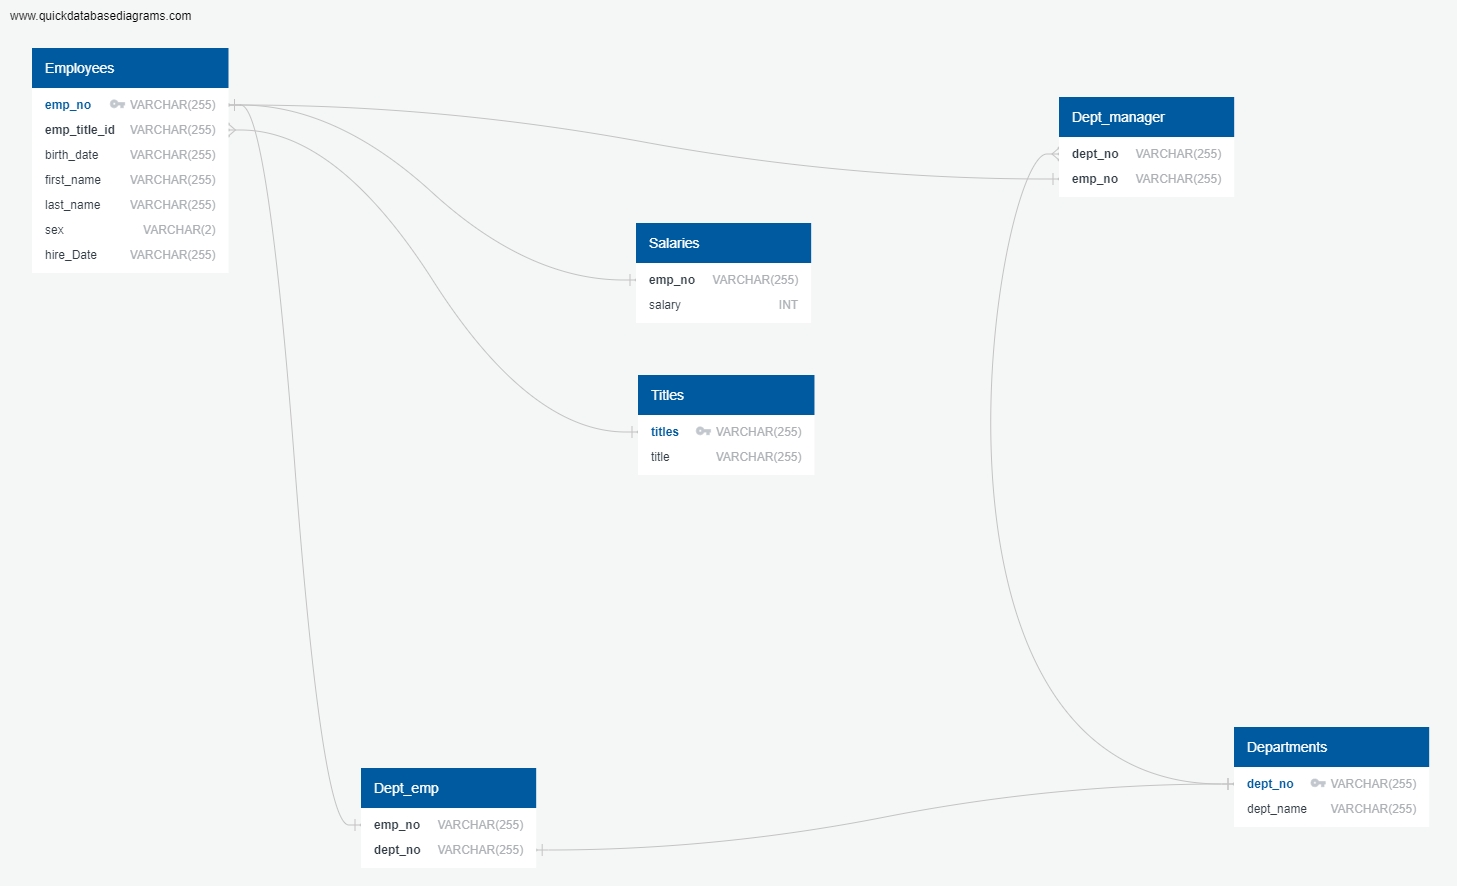 www.quickdatabasediagrams.com
Employees
emp_no VARCHAR(255)
emp_title_id VARCHAR(255)
birth_date VARCHAR(255)
first_name VARCHAR(255)
last_name VARCHAR(255)
sex VARCHAR(2)
hire_Date VARCHAR(255)
Dept_manager
dept_no VARCHAR(255)
emp_no VARCHAR(255)
Salaries
emp_no VARCHAR(255)
salary INT
Titles
titles VARCHAR(255)
title VARCHAR(255)
Departments
dept_no VARCHAR(255)
dept_name VARCHAR(255)
Dept_emp
emp_no VARCHAR(255)
dept_no VARCHAR(255)